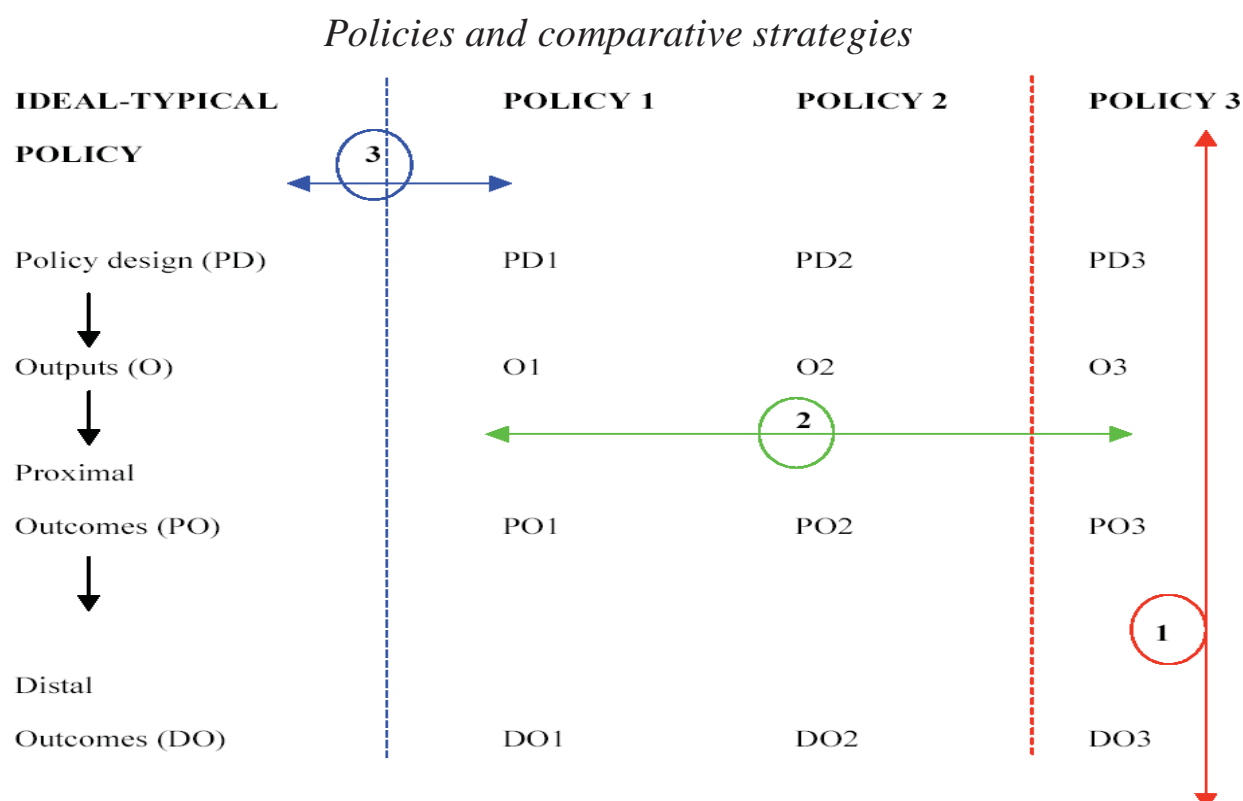 Policies and comparative strategies
IDEAL-TYPICAL POLICY 1 POLICY 2 POLICY 3
POLICY 3
Policy design (PD) PD1 PD2 PD3
Outputs (O) O1 O2 O3
2
Proximal
Outcomes (PO) PO1 PO2 PO3
1
Distal
Outcomes (DO) DO1 DO2 DO3